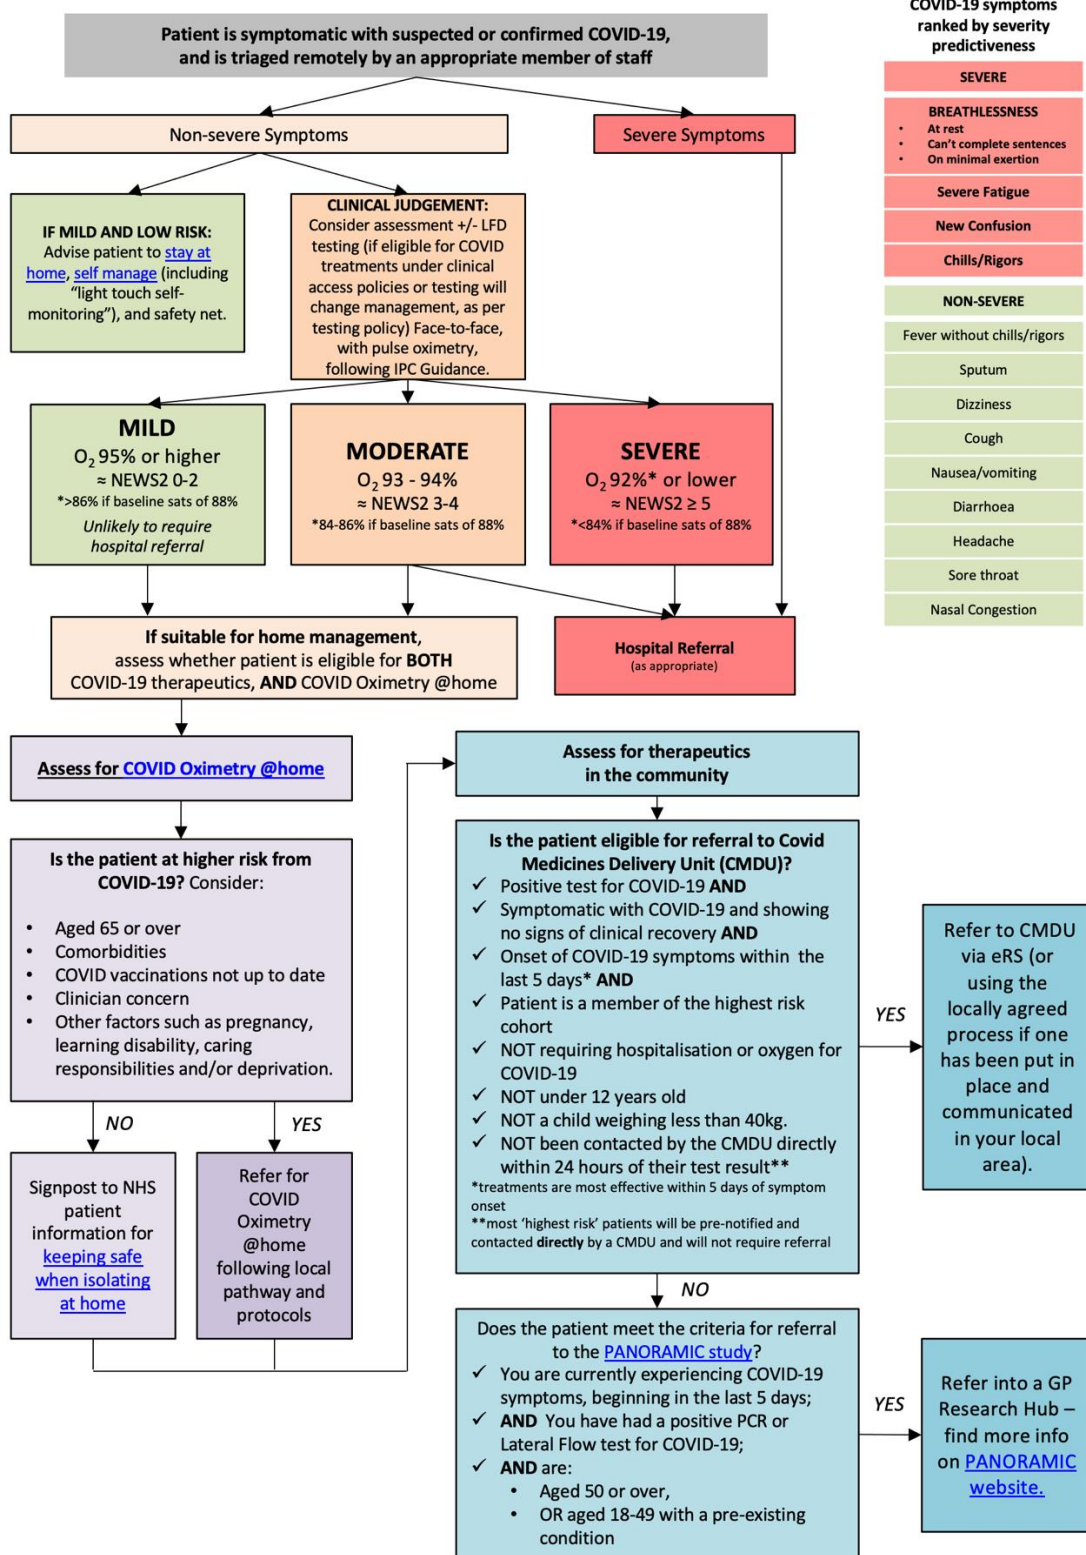 Patient is symptomatic with suspected or confirmed COVID-19,
and is triaged remotely by an appropriate member of staff
Non-severe Symptoms
Severe Symptoms
IF MILD AND LOW RISK:
Advise patient to stay at
home, self manage (including
“light touch self-
monitoring”), and safety net.
CLINICAL JUDGEMENT:
Consider assessment +/- LFD
testing (if eligible for COVID
treatments under clinical
access policies or testing will
change management, as per
testing policy) Face-to-face,
with pulse oximetry,
following IPC Guidance.
MILD
O2 95% or higher
≈ NEWS2 0-2
*>86% if baseline sats of 88%
Unlikely to require
hospital referral
MODERATE
O2 93 - 94%
≈ NEWS2 3-4
*84-86% if baseline sats of 88%
SEVERE
O2 92%* or lower
≈ NEWS2 ≥ 5
*<84% if baseline sats of 88%
If suitable for home management,
assess whether patient is eligible for BOTH
COVID-19 therapeutics, AND COVID Oximetry @home
Hospital Referral
(as appropriate)
COVID-19 symptoms
ranked by severity
predictiveness
SEVERE
BREATHLESSNESS
• At rest
• Can’t complete sentences
• On minimal exertion
Severe Fatigue
New Confusion
Chills/Rigors
NON-SEVERE
Fever without chills/rigors
Sputum
Dizziness
Cough
Nausea/vomiting
Diarrhoea
Headache
Sore throat
Nasal Congestion
Assess for COVID Oximetry @home
Is the patient at higher risk from
COVID-19? Consider:
• Aged 65 or over
• Comorbidities
• COVID vaccinations not up to date
• Clinician concern
• Other factors such as pregnancy,
learning disability, caring
responsibilities and/or deprivation.
NO
YES
Signpost to NHS
patient
information for
keeping safe
when isolating
at home
Refer for
COVID
Oximetry
@home
following local
pathway and
protocols
Assess for therapeutics
in the community
Is the patient eligible for referral to Covid
Medicines Delivery Unit (CMDU)?
✓ Positive test for COVID-19 AND
✓ Symptomatic with COVID-19 and showing
no signs of clinical recovery AND
✓ Onset of COVID-19 symptoms within the
last 5 days* AND
✓ Patient is a member of the highest risk
cohort
✓ NOT requiring hospitalisation or oxygen for
COVID-19
✓ NOT under 12 years old
✓ NOT a child weighing less than 40kg.
✓ NOT been contacted by the CMDU directly
within 24 hours of their test result**
*treatments are most effective within 5 days of symptom
onset
**most ‘highest risk’ patients will be pre-notified and
contacted directly by a CMDU and will not require referral
YES
Refer to CMDU
via eRS (or
using the
locally agreed
process if one
has been put in
place and
communicated
in your local
area).
NO
Does the patient meet the criteria for referral
to the PANORAMIC study?
✓ You are currently experiencing COVID-19
symptoms, beginning in the last 5 days;
✓ AND You have had a positive PCR or
Lateral Flow test for COVID-19;
✓ AND are:
• Aged 50 or over,
• OR aged 18-49 with a pre-existing
condition
YES
Refer into a GP
Research Hub –
find more info
on PANORAMIC
website.